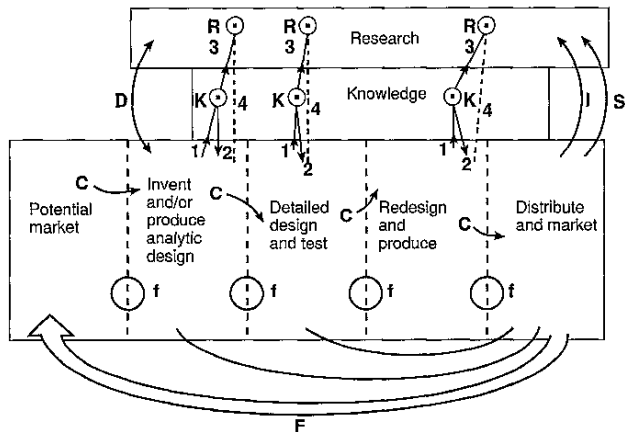 R R R
3 3 3
Research
D K 4 K 4 Knowledge K 4 I S
1 2 1 2 1 2
C Invent
and/or
produce
analytic
design
Potential
market
C Detailed
design
and test
C Redesign
and
produce
C Distribute
and market
f f f f
F